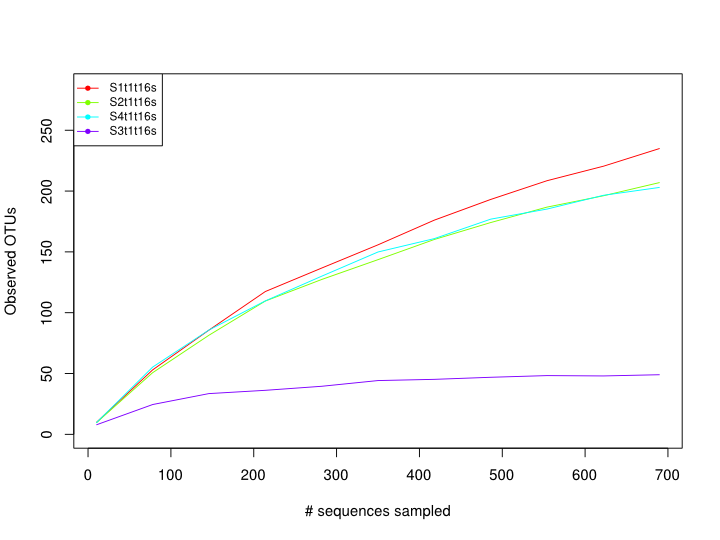 S1t1t16s
S2t1t16s
S4t1t16s
S3t1t16s
Observed OTUs
250
200
150
100
50
0
0 100 200 300 400 500 600 700
# sequences sampled